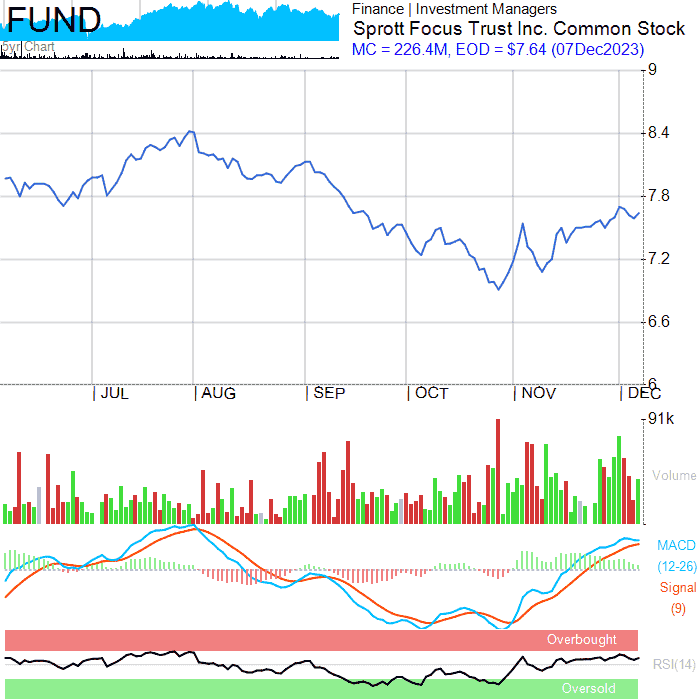 FUND
5yr Chart
Finance | Investment Managers
Sprott Focus Trust Inc. Common Stock
MC = 226.4M, EOD = $7.64 (07Dec2023)
9
8.4
7.8
7.2
6.6
6
JUL AUG SEP OCT NOV DEC
91k
Volume
MACD
(12-26)
Signal
(9)
Overbought
RSI(14)
Oversold